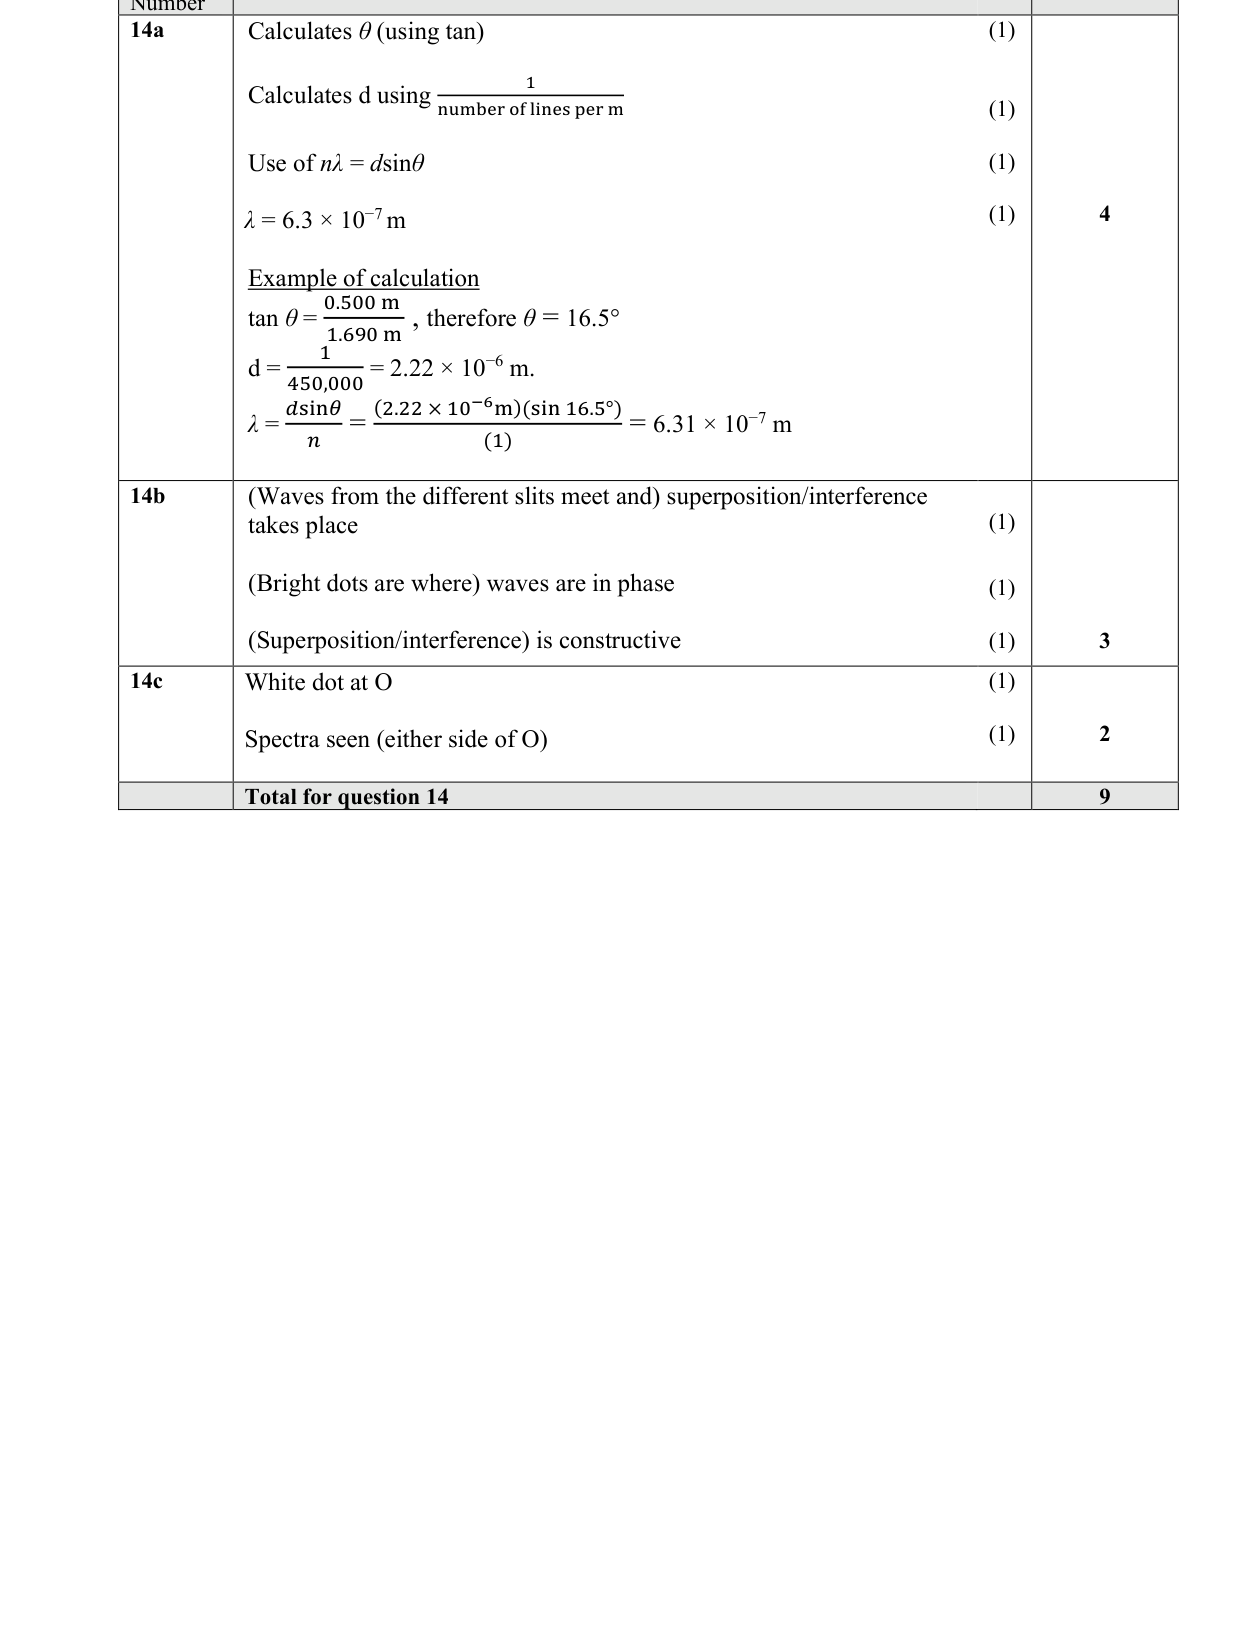 Number
14a Calculates θ (using tan) (1)
Calculates d using 1/number of lines per m (1)
Use of nλ = dsinθ (1)
λ = 6.3 × 10⁻⁷ m (1) 4
Example of calculation
tan θ = 0.500 m/1.690 m , therefore θ = 16.5°
d = 1/450,000 = 2.22 × 10⁻⁶ m.
λ = dsinθ/n = (2.22 × 10⁻⁶m)(sin 16.5°)/(1) = 6.31 × 10⁻⁷ m
14b (Waves from the different slits meet and) superposition/interference
takes place (1)
(Bright dots are where) waves are in phase (1)
(Superposition/interference) is constructive (1) 3
14c White dot at O (1)
Spectra seen (either side of O) (1) 2
Total for question 14 9